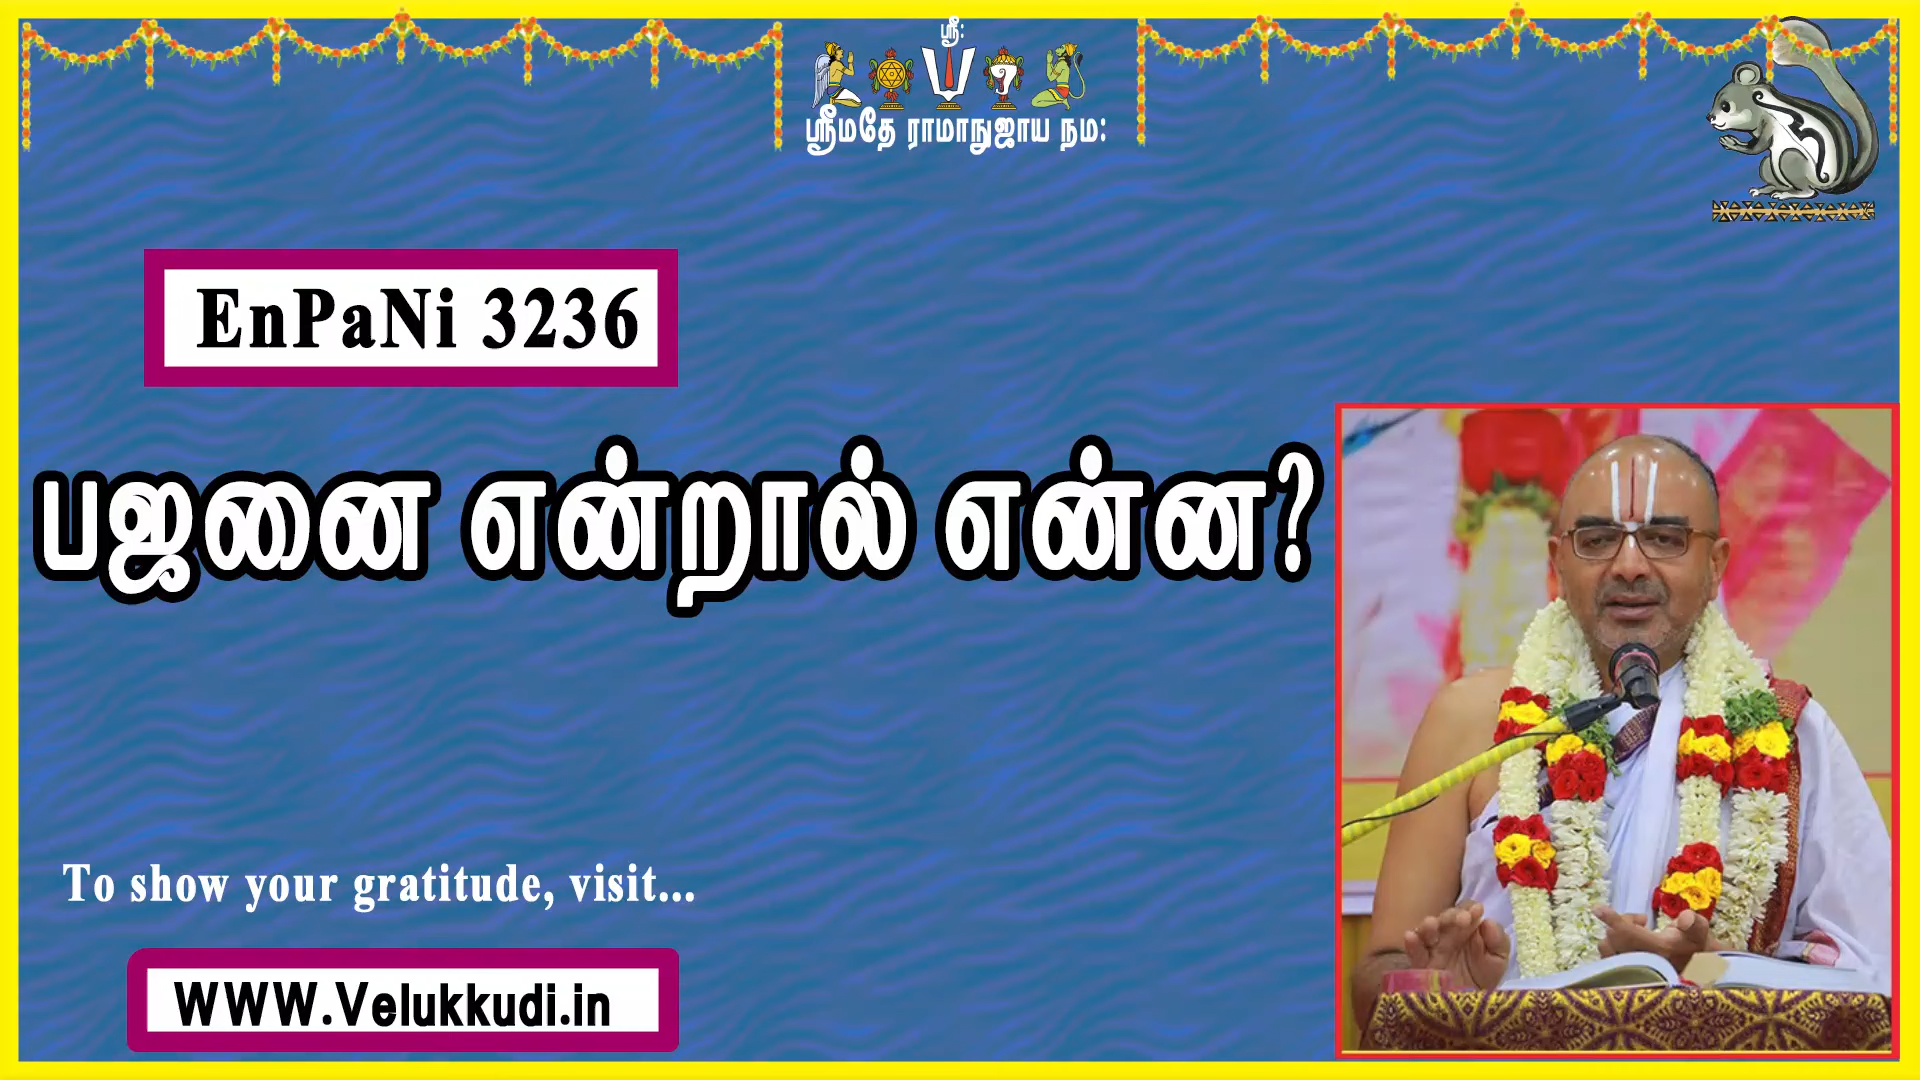 ஸ்ரீ:
ஸ்ரீமதே ராமாநுஜாய நம:
EnPaNi 3236
பஜனை என்றால் என்ன?
To show your gratitude, visit...
WWW.Velukkudi.in